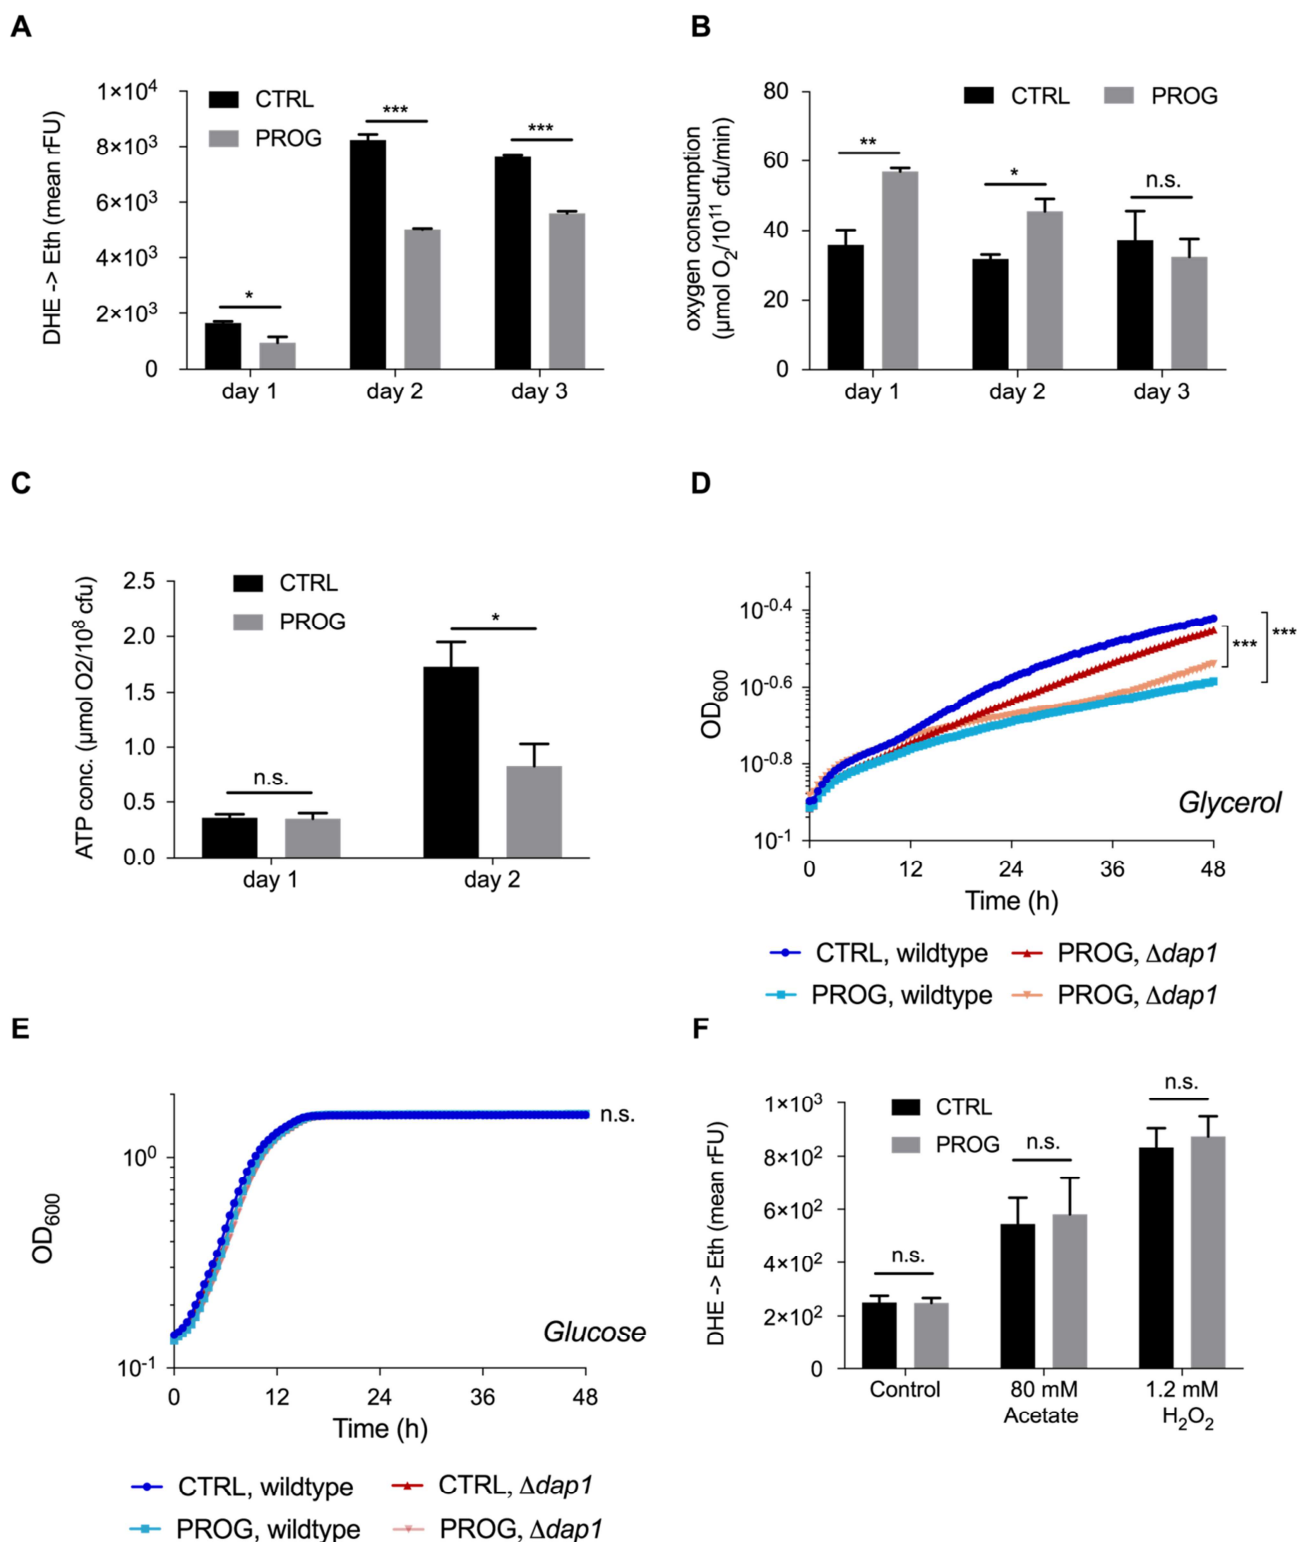 A
DHE -> Eth (mean rFU)
1×10⁴
8×10³
6×10³
4×10³
2×10³
0
CTRL
PROG
*
***
***
day 1
day 2
day 3
B
oxygen consumption
(µmol O₂/10¹¹ cfu/min)
80
60
40
20
0
CTRL
PROG
**
*
n.s.
day 1
day 2
day 3
C
ATP conc. (µmol O2/10⁸ cfu)
2.5
2.0
1.5
1.0
0.5
0.0
CTRL
PROG
n.s.
*
day 1
day 2
D
OD₆₀₀
10⁻⁰·⁴
10⁻⁰·⁶
10⁻⁰·⁸
10⁻¹
***
***
Glycerol
0
12
24
36
48
Time (h)
CTRL, wildtype
PROG, Δdap1
PROG, wildtype
PROG, Δdap1
E
OD₆₀₀
10⁰
10⁻¹
n.s.
Glucose
0
12
24
36
48
Time (h)
CTRL, wildtype
CTRL, Δdap1
PROG, wildtype
PROG, Δdap1
F
DHE -> Eth (mean rFU)
1×10³
8×10²
6×10²
4×10²
2×10²
0
CTRL
PROG
n.s.
n.s.
n.s.
Control
80 mM
Acetate
1.2 mM
H₂O₂